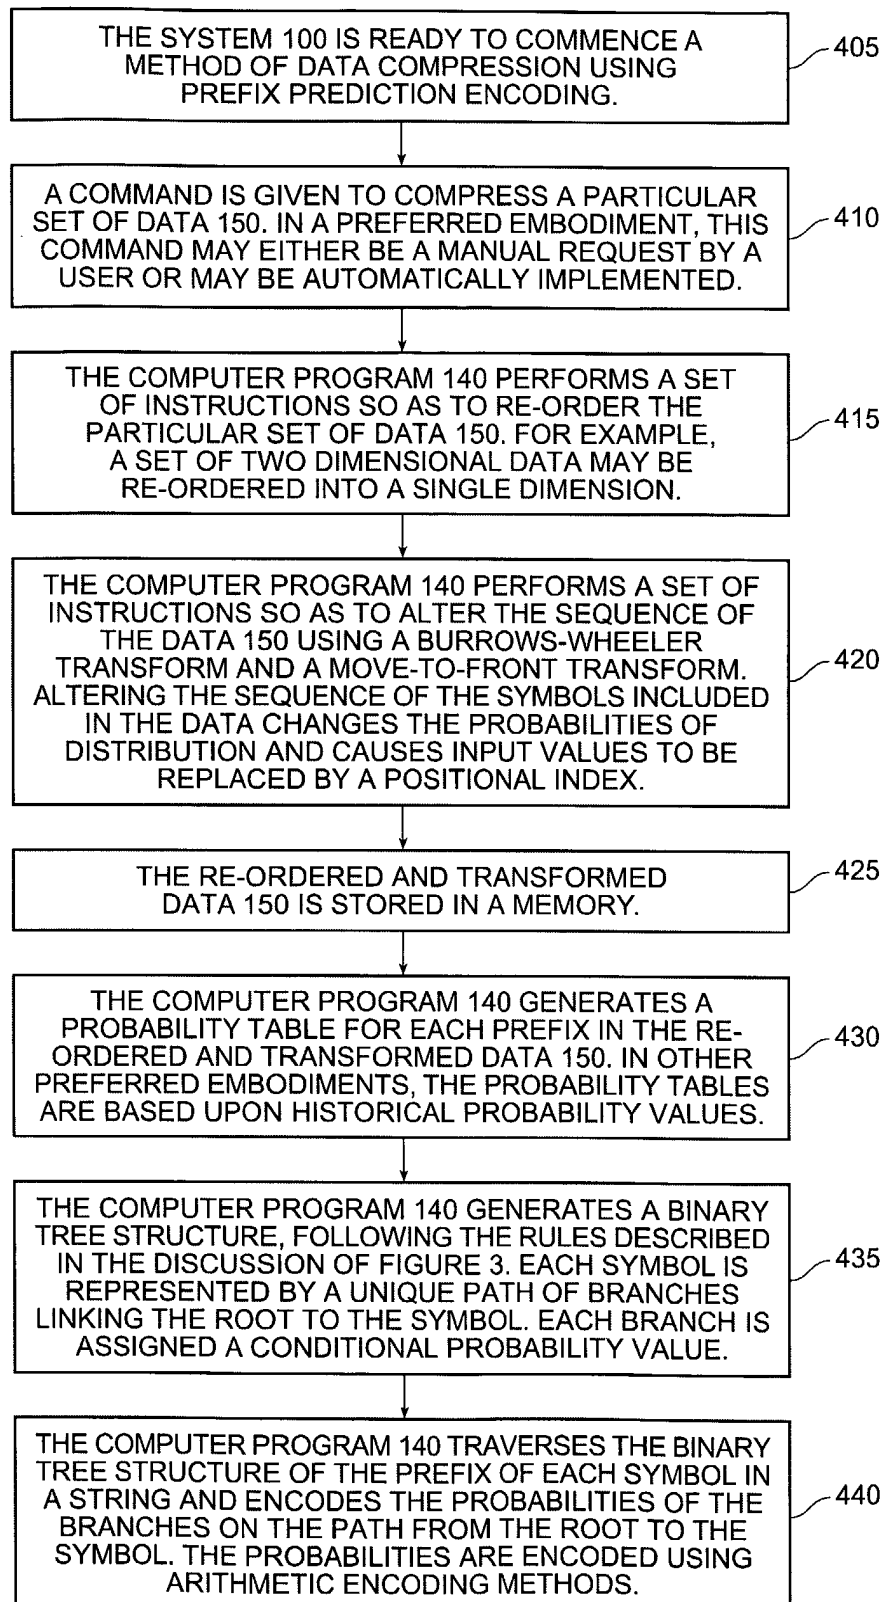 THE SYSTEM 100 IS READY TO COMMENCE A
METHOD OF DATA COMPRESSION USING
PREFIX PREDICTION ENCODING.
405
A COMMAND IS GIVEN TO COMPRESS A PARTICULAR
SET OF DATA 150. IN A PREFERRED EMBODIMENT, THIS
COMMAND MAY EITHER BE A MANUAL REQUEST BY A
USER OR MAY BE AUTOMATICALLY IMPLEMENTED.
410
THE COMPUTER PROGRAM 140 PERFORMS A SET
OF INSTRUCTIONS SO AS TO RE-ORDER THE
PARTICULAR SET OF DATA 150. FOR EXAMPLE,
A SET OF TWO DIMENSIONAL DATA MAY BE
RE-ORDERED INTO A SINGLE DIMENSION.
415
THE COMPUTER PROGRAM 140 PERFORMS A SET OF
INSTRUCTIONS SO AS TO ALTER THE SEQUENCE OF
THE DATA 150 USING A BURROWS-WHEELER
TRANSFORM AND A MOVE-TO-FRONT TRANSFORM.
ALTERING THE SEQUENCE OF THE SYMBOLS INCLUDED
IN THE DATA CHANGES THE PROBABILITIES OF
DISTRIBUTION AND CAUSES INPUT VALUES TO BE
REPLACED BY A POSITIONAL INDEX.
420
THE RE-ORDERED AND TRANSFORMED
DATA 150 IS STORED IN A MEMORY.
425
THE COMPUTER PROGRAM 140 GENERATES A
PROBABILITY TABLE FOR EACH PREFIX IN THE RE-
ORDERED AND TRANSFORMED DATA 150. IN OTHER
PREFERRED EMBODIMENTS, THE PROBABILITY TABLES
ARE BASED UPON HISTORICAL PROBABILITY VALUES.
430
THE COMPUTER PROGRAM 140 GENERATES A BINARY
TREE STRUCTURE, FOLLOWING THE RULES DESCRIBED
IN THE DISCUSSION OF FIGURE 3. EACH SYMBOL IS
REPRESENTED BY A UNIQUE PATH OF BRANCHES
LINKING THE ROOT TO THE SYMBOL. EACH BRANCH IS
ASSIGNED A CONDITIONAL PROBABILITY VALUE.
435
THE COMPUTER PROGRAM 140 TRAVERSES THE BINARY
TREE STRUCTURE OF THE PREFIX OF EACH SYMBOL IN
A STRING AND ENCODES THE PROBABILITIES OF THE
BRANCHES ON THE PATH FROM THE ROOT TO THE
SYMBOL. THE PROBABILITIES ARE ENCODED USING
ARITHMETIC ENCODING METHODS.
440